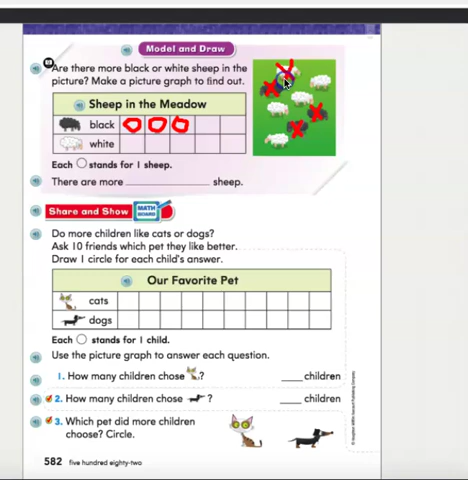 Model and Draw
Are there more black or white sheep in the
picture? Make a picture graph to find out.
Sheep in the Meadow
black
white
Each ○ stands for 1 sheep.
There are more ____________ sheep.
Share and Show
MATH
BOARD
Do more children like cats or dogs?
Ask 10 friends which pet they like better.
Draw 1 circle for each child's answer.
Our Favorite Pet
cats
dogs
Each ○ stands for 1 child.
Use the picture graph to answer each question.
1. How many children chose ? ____ children
2. How many children chose ? ____ children
3. Which pet did more children
choose? Circle.
582 five hundred eighty-two